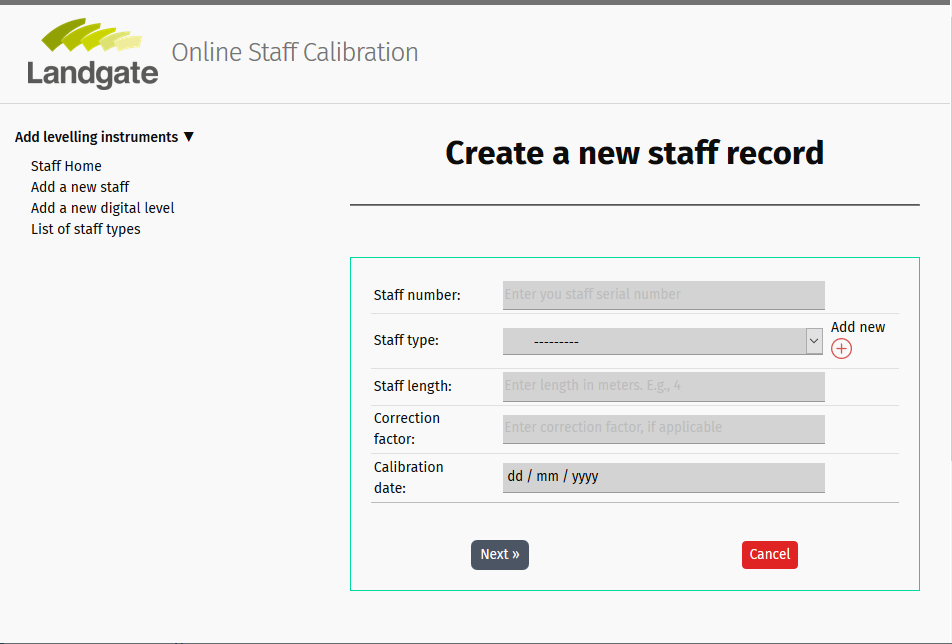 Landgate
Online Staff Calibration
Add levelling instruments ▼
Staff Home
Add a new staff
Add a new digital level
List of staff types
Create a new staff record
Staff number:
Enter you staff serial number
Staff type:
---------
Add new
Staff length:
Enter length in meters. E.g., 4
Correction
factor:
Enter correction factor, if applicable
Calibration
date:
dd / mm / yyyy
Next »
Cancel